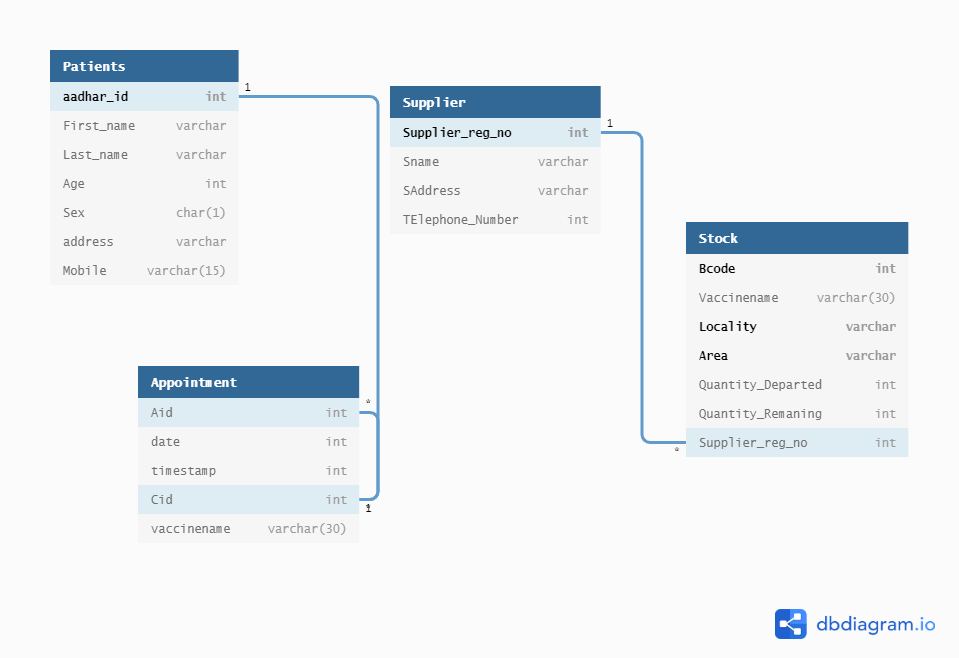 Patients
aadhar_id int
First_name varchar
Last_name varchar
Age int
Sex char(1)
address varchar
Mobile varchar(15)
1
Supplier
Supplier_reg_no int
Sname varchar
SAddress varchar
TElephone_Number int
1
Stock
Bcode int
Vaccinename varchar(30)
Locality varchar
Area varchar
Quantity_Departed int
Quantity_Remaning int
Supplier_reg_no int
*
Appointment
Aid int
date int
timestamp int
Cid int
vaccinename varchar(30)
*
1
dbdiagram.io